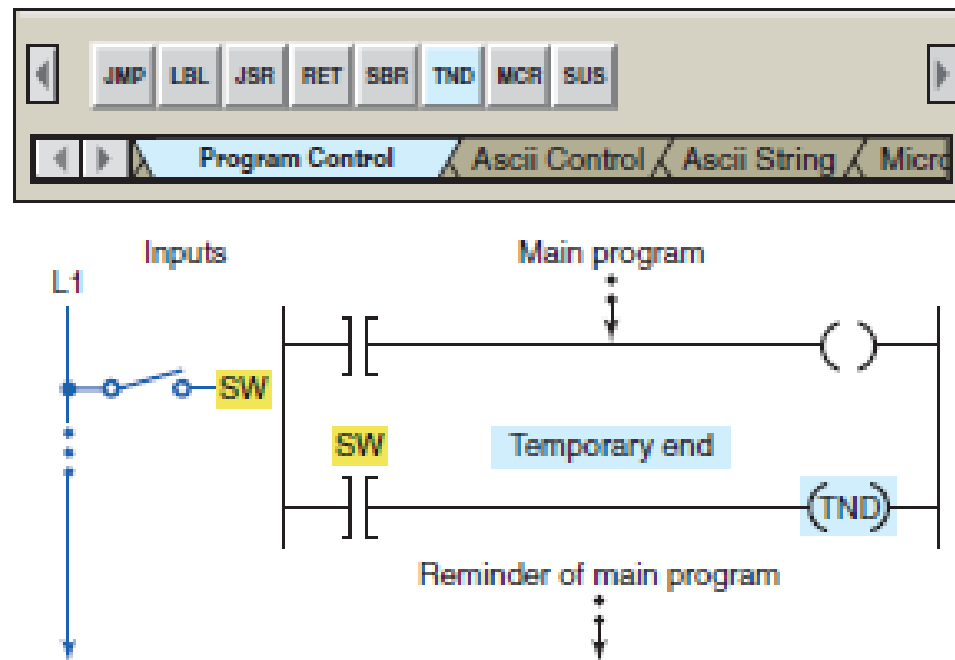 JMP LBL JSR RET SBR TND MCR SUS
Program Control Ascii Control Ascii String Micro
Inputs Main program
L1
SW
SW Temporary end
(TND)
Reminder of main program